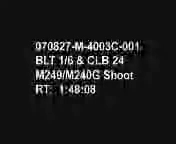 070827-M-4003C-001
BLT 1/6 & CLB 24
M249/M240G Shoot
RT: 1:48:08